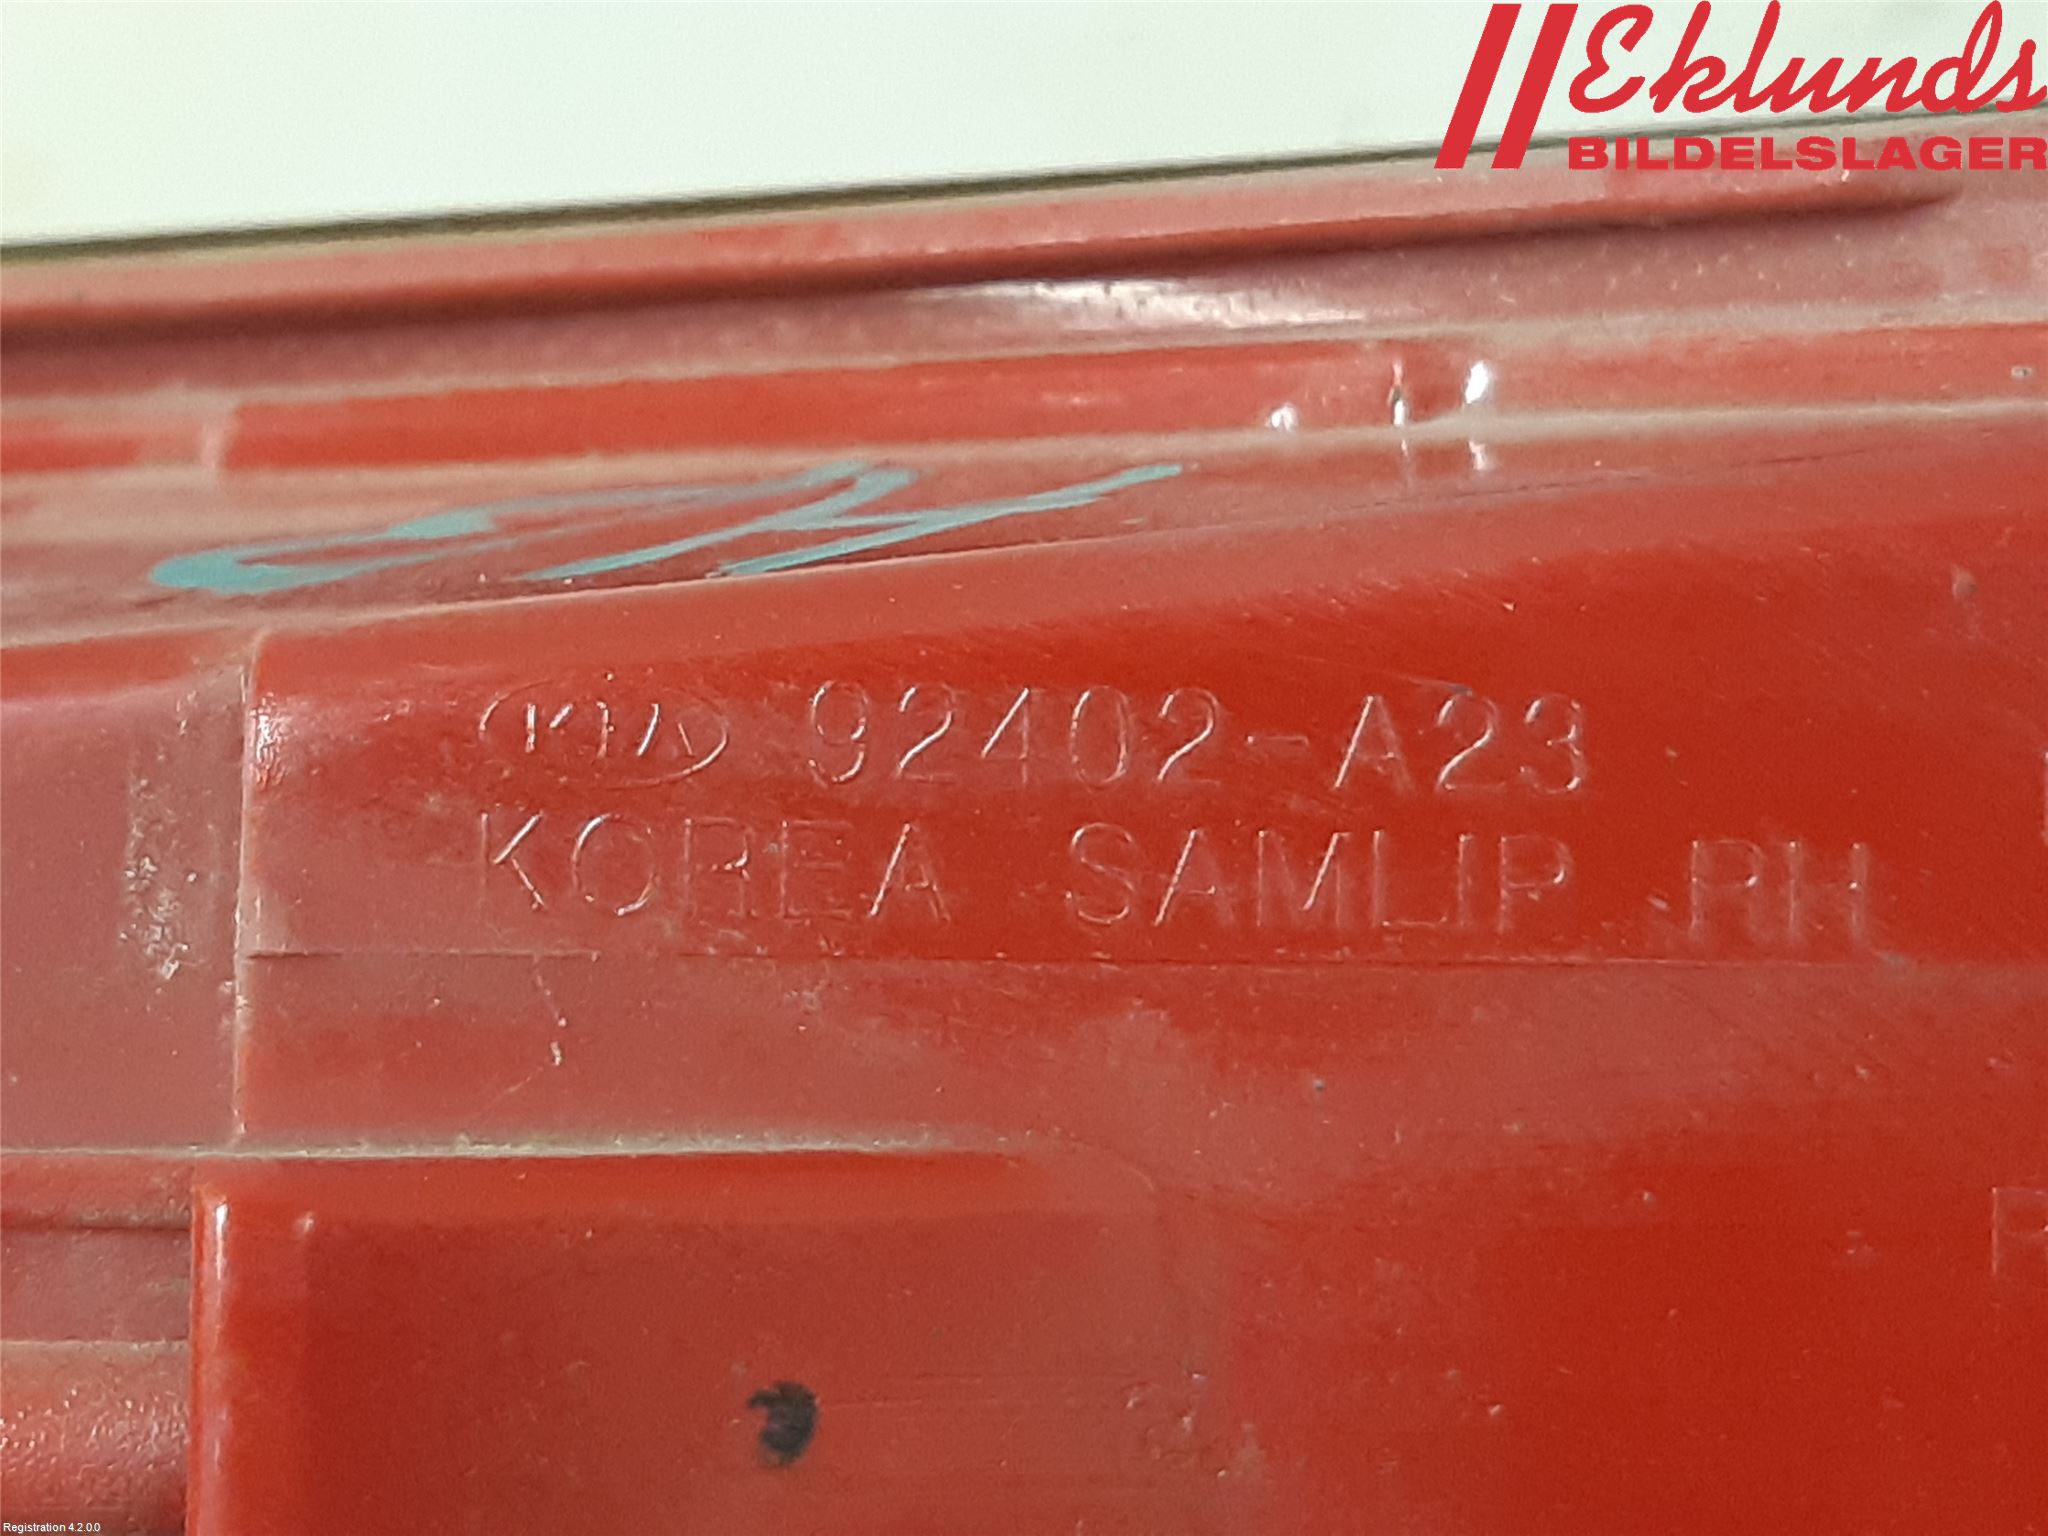 Eklunds
BILDELSLAGER
KIA 92402-A23
KOREA SAMLIP RH
Registration 4.2.0.0